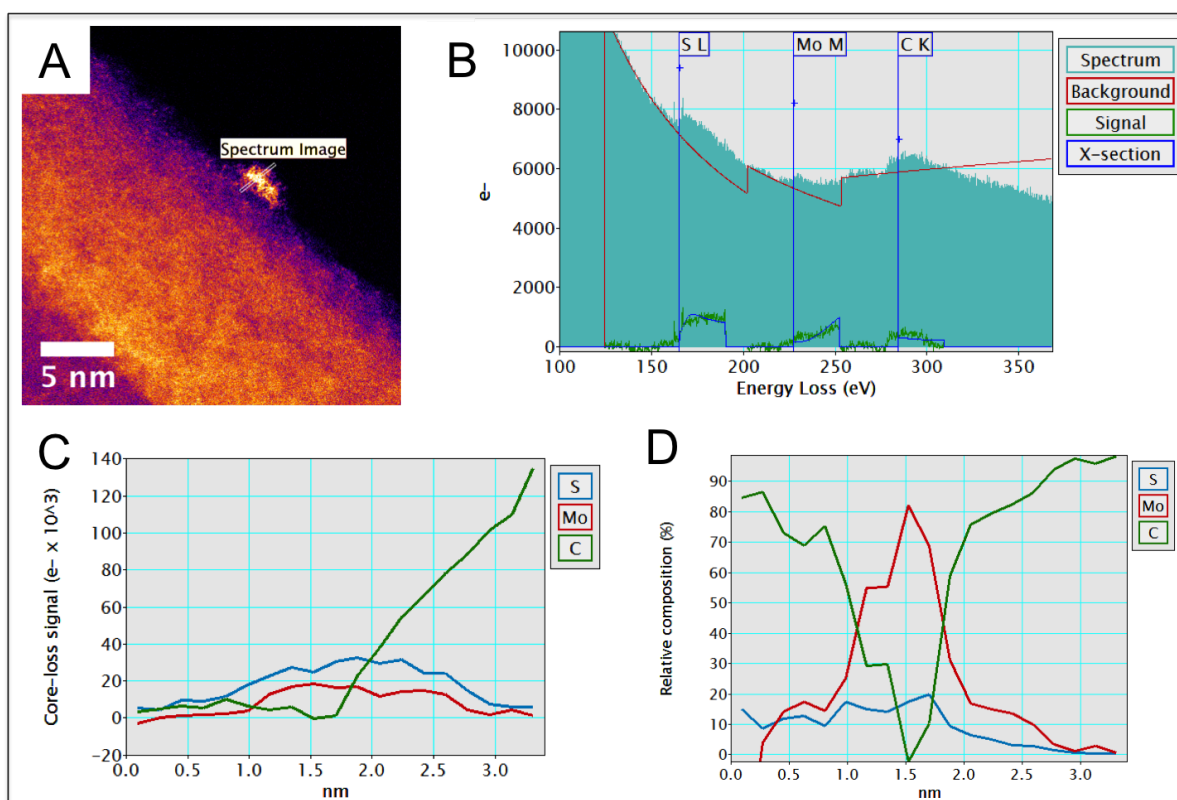 A
Spectrum Image
5 nm
B
S L
Mo M
C K
10000
8000
6000
4000
2000
0
e-
100 150 200 250 300 350
Energy Loss (eV)
Spectrum
Background
Signal
X-section
C
140
120
100
80
60
40
20
0
-20
Core-loss signal (e- x 10^3)
0.0 0.5 1.0 1.5 2.0 2.5 3.0
nm
S
Mo
C
D
90
80
70
60
50
40
30
20
10
0
Relative composition (%)
0.0 0.5 1.0 1.5 2.0 2.5 3.0
nm
S
Mo
C